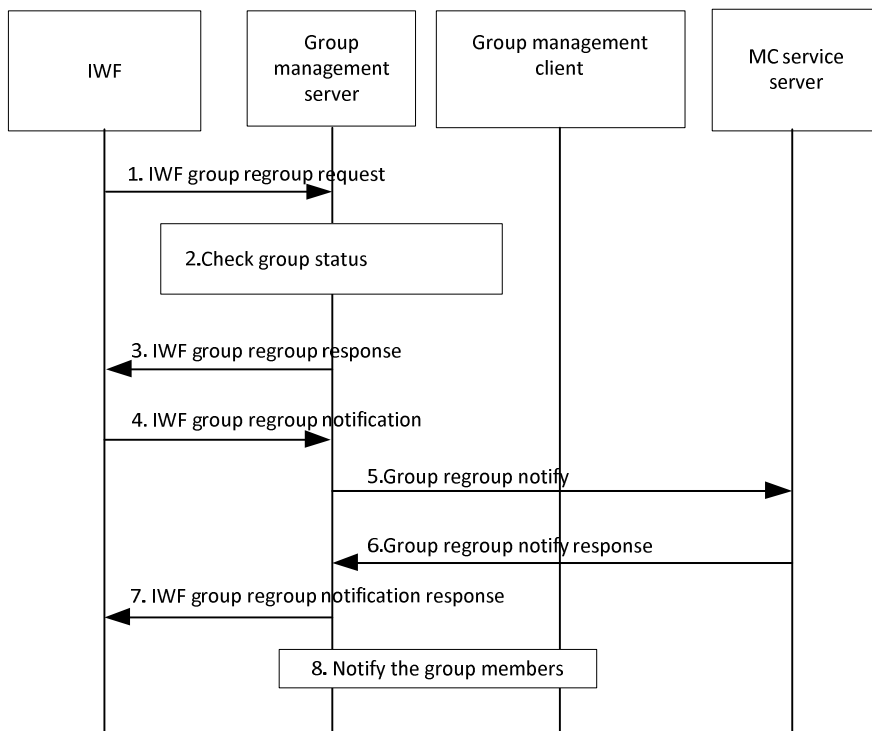 IWF
Group
management
server
Group management
client
MC service
server
1. IWF group regroup request
2.Check group status
3. IWF group regroup response
4. IWF group regroup notification
5.Group regroup notify
6.Group regroup notify response
7. IWF group regroup notification response
8. Notify the group members